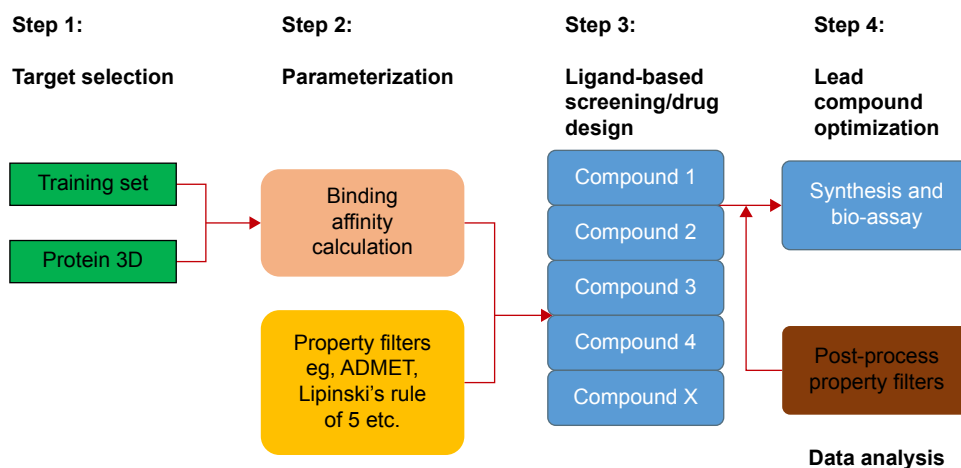 Step 1:
Target selection
Training set
Protein 3D
Step 2:
Parameterization
Binding
affinity
calculation
Property filters
eg, ADMET,
Lipinski's rule
of 5 etc.
Step 3:
Ligand-based
screening/drug
design
Compound 1
Compound 2
Compound 3
Compound 4
Compound X
Step 4:
Lead
compound
optimization
Synthesis and
bio-assay
Post-process
property filters
Data analysis